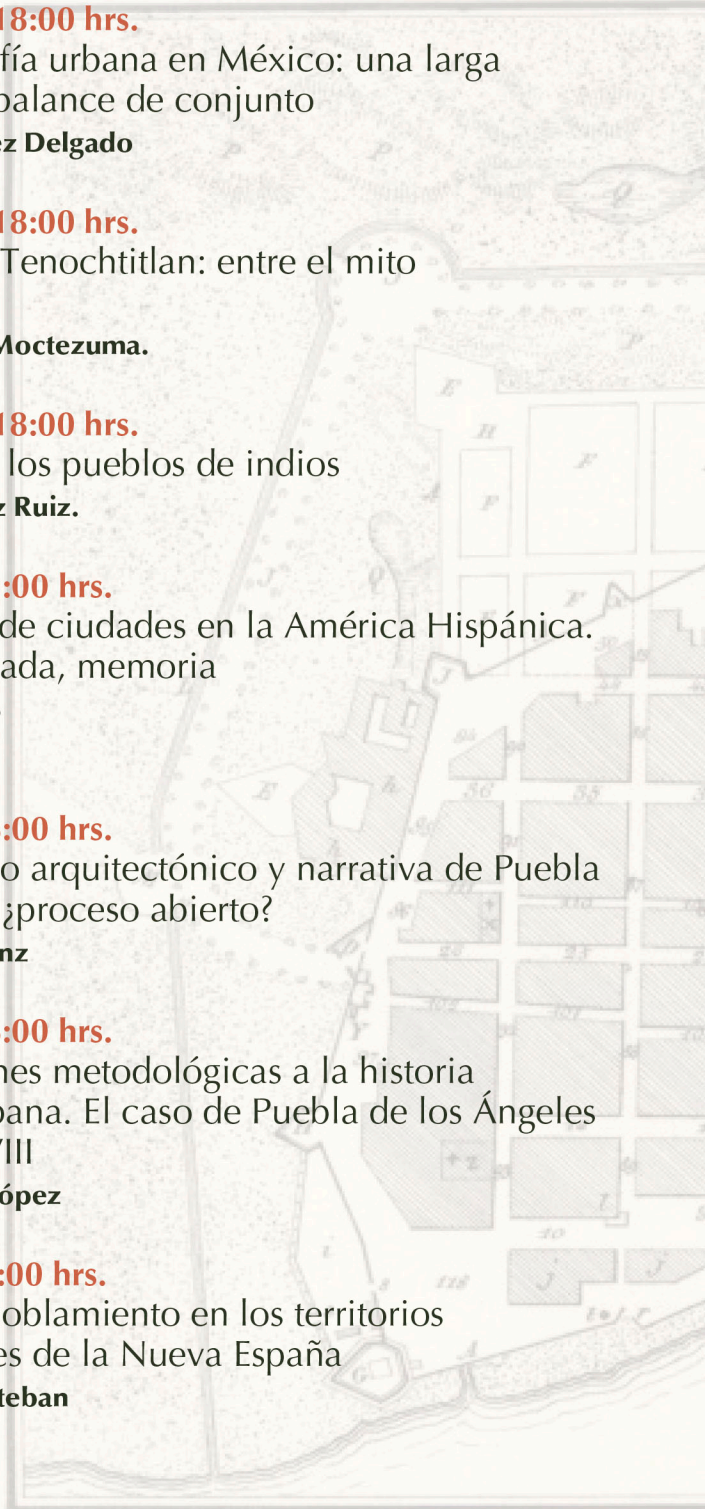 18:00 hrs.
fía urbana en México: una larga
balance de conjunto
ez Delgado
18:00 hrs.
Tenochtitlan: entre el mito
Moctezuma.
18:00 hrs.
los pueblos de indios
z Ruiz.
:00 hrs.
de ciudades en la América Hispánica.
ada, memoria
:00 hrs.
o arquitectónico y narrativa de Puebla
¿proceso abierto?
nz
:00 hrs.
nes metodológicas a la historia
bana. El caso de Puebla de los Ángeles
VIII
ópez
:00 hrs.
oblamiento en los territorios
es de la Nueva España
teban